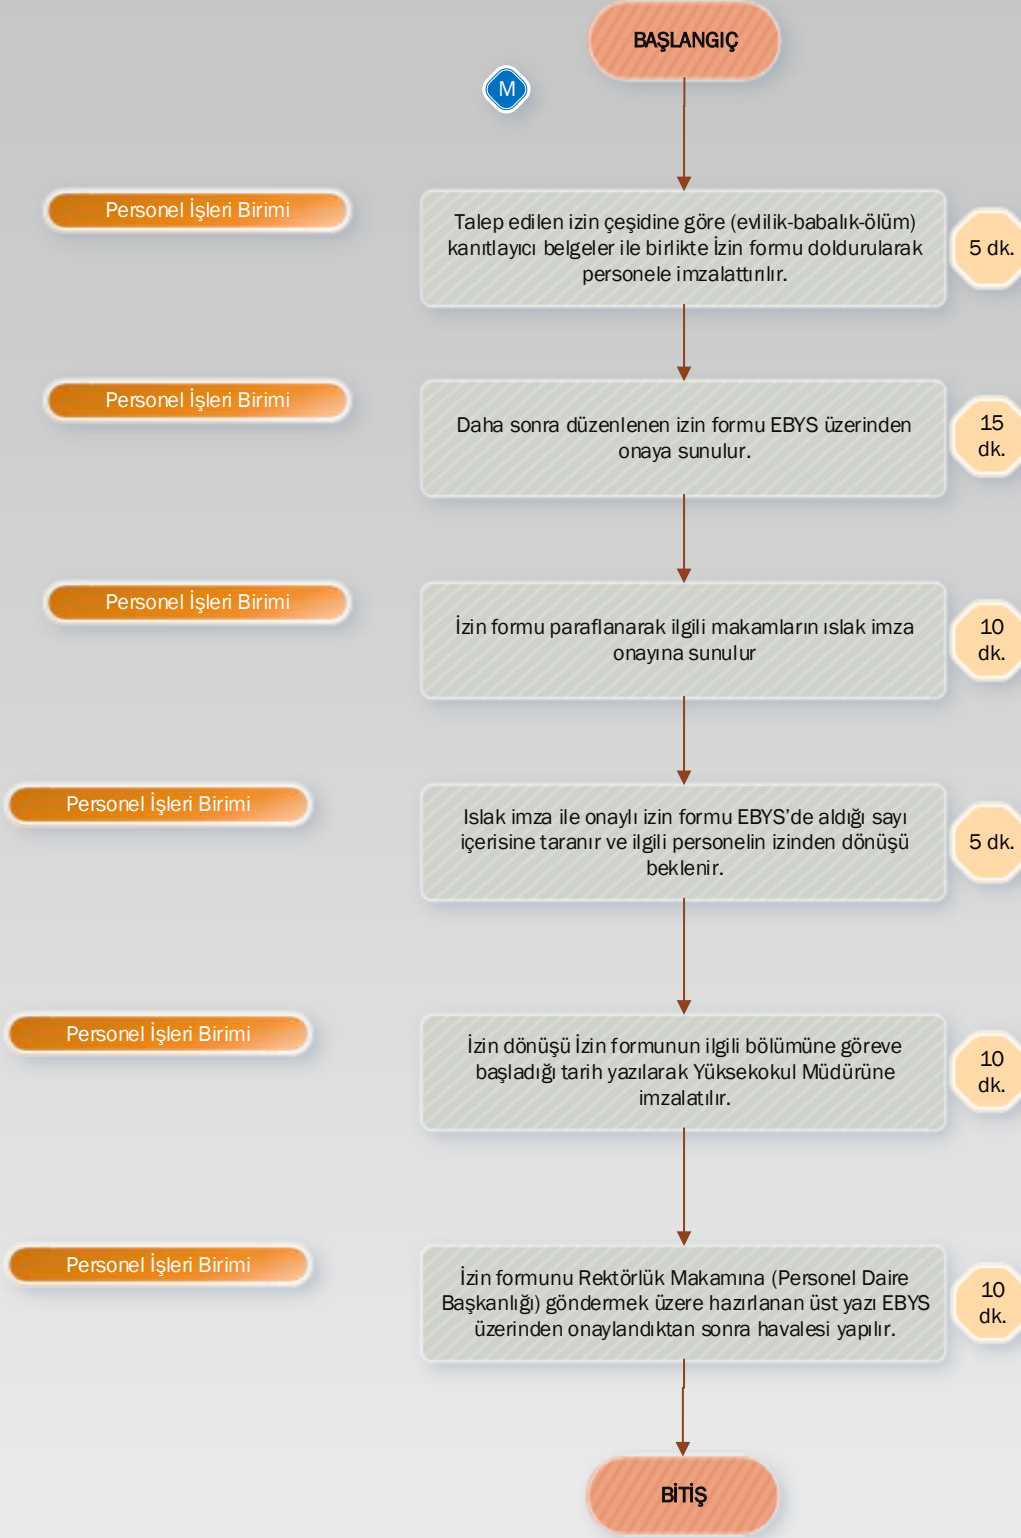 BAŞLANGIÇ
M
Personel İşleri Birimi
Talep edilen izin çeşidine göre (evlilik-babalık-ölüm)
kanıtlayıcı belgeler ile birlikte İzin formu doldurularak
personele imzalattırılır.
5 dk.
Personel İşleri Birimi
Daha sonra düzenlenen izin formu EBYS üzerinden
onaya sunulur.
15
dk.
Personel İşleri Birimi
İzin formu paraflanarak ilgili makamların ıslak imza
onayına sunulur
10
dk.
Personel İşleri Birimi
Islak imza ile onaylı izin formu EBYS’de aldığı sayı
içerisine taranır ve ilgili personelin izinden dönüşü
beklenir.
5 dk.
Personel İşleri Birimi
İzin dönüşü İzin formunun ilgili bölümüne göreve
başladığı tarih yazılarak Yüksekokul Müdürüne
imzalatılır.
10
dk.
Personel İşleri Birimi
İzin formunu Rektörlük Makamına (Personel Daire
Başkanlığı) göndermek üzere hazırlanan üst yazı EBYS
üzerinden onaylandıktan sonra havalesi yapılır.
10
dk.
BİTİŞ